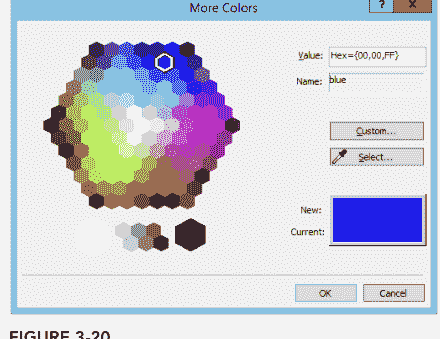 More Colors
?
x
Value: Hex={00,00,FF}
Name: blue
Custom...
Select...
New:
Current:
OK
Cancel
FIGURE 3-20